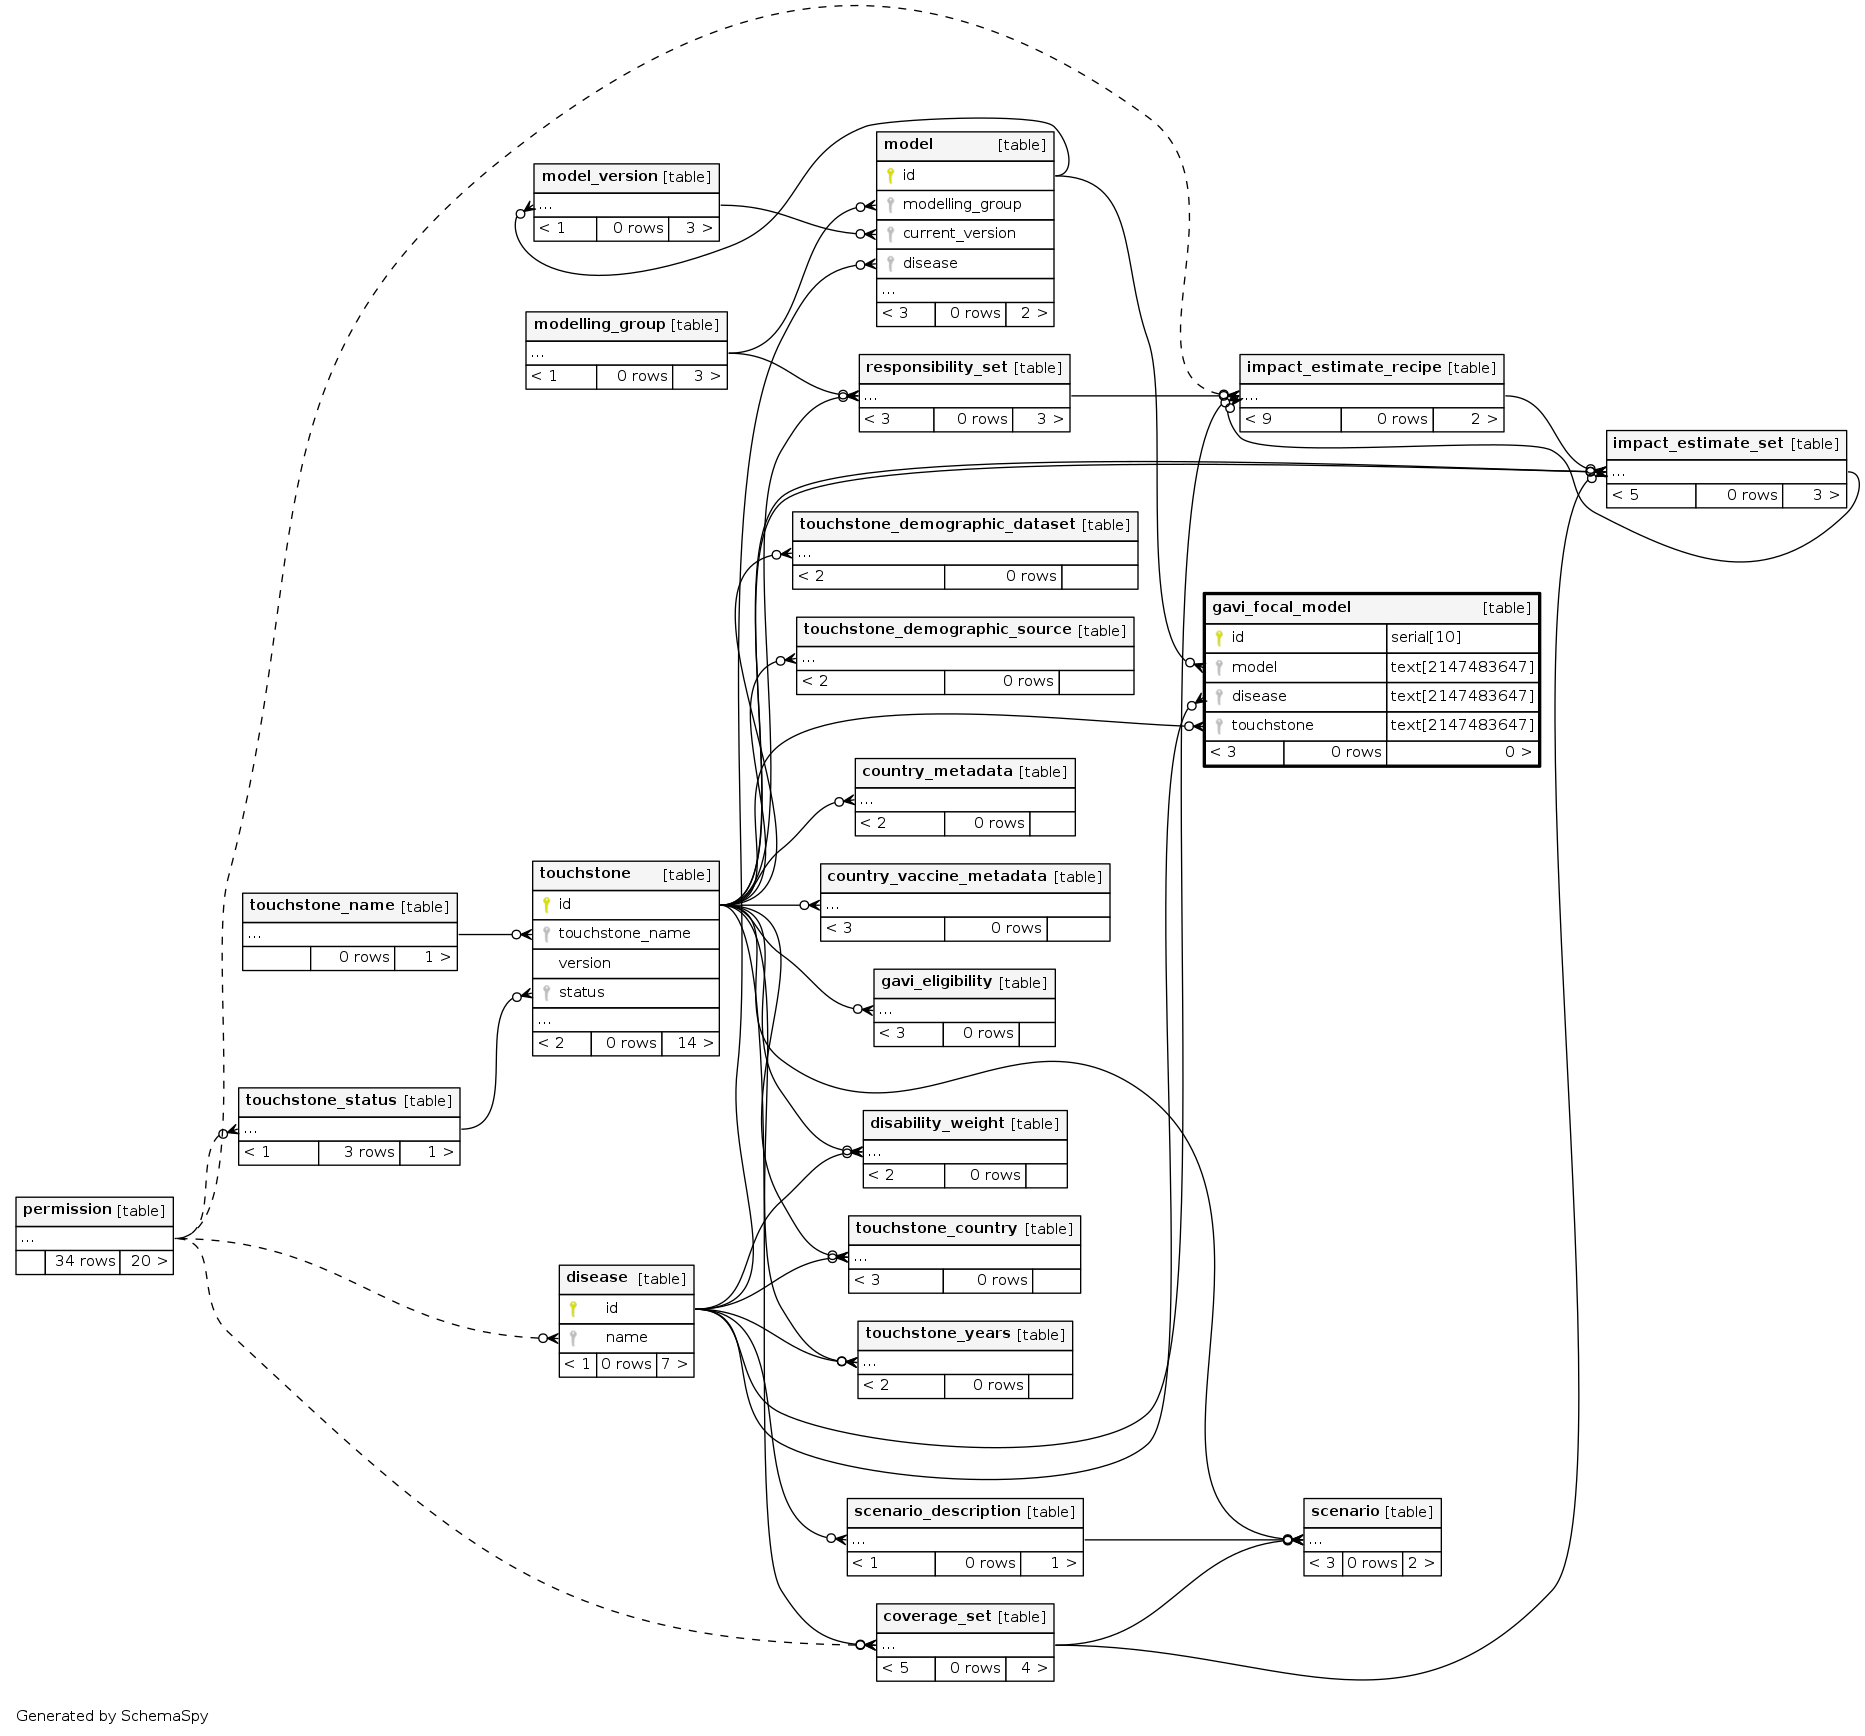 model [table]
id
modelling_group
current_version
disease
...
< 3 0 rows 2 >
model_version [table]
...
< 1 0 rows 3 >
modelling_group [table]
...
< 1 0 rows 3 >
responsibility_set [table]
...
< 3 0 rows 3 >
impact_estimate_recipe [table]
...
< 9 0 rows 2 >
impact_estimate_set [table]
...
< 5 0 rows 3 >
touchstone_demographic_dataset [table]
...
< 2 0 rows
touchstone_demographic_source [table]
...
< 2 0 rows
gavi_focal_model [table]
id serial[10]
model text[2147483647]
disease text[2147483647]
touchstone text[2147483647]
< 3 0 rows 0 >
country_metadata [table]
...
< 2 0 rows
touchstone [table]
id
touchstone_name
version
status
...
< 2 0 rows 14 >
country_vaccine_metadata [table]
...
< 3 0 rows
touchstone_name [table]
...
0 rows 1 >
gavi_eligibility [table]
...
< 3 0 rows
touchstone_status [table]
...
< 1 3 rows 1 >
disability_weight [table]
...
< 2 0 rows
permission [table]
...
34 rows 20 >
touchstone_country [table]
...
< 3 0 rows
disease [table]
id
name
< 1 0 rows 7 >
touchstone_years [table]
...
< 2 0 rows
scenario_description [table]
...
< 1 0 rows 1 >
scenario [table]
...
< 3 0 rows 2 >
coverage_set [table]
...
< 5 0 rows 4 >
Generated by SchemaSpy